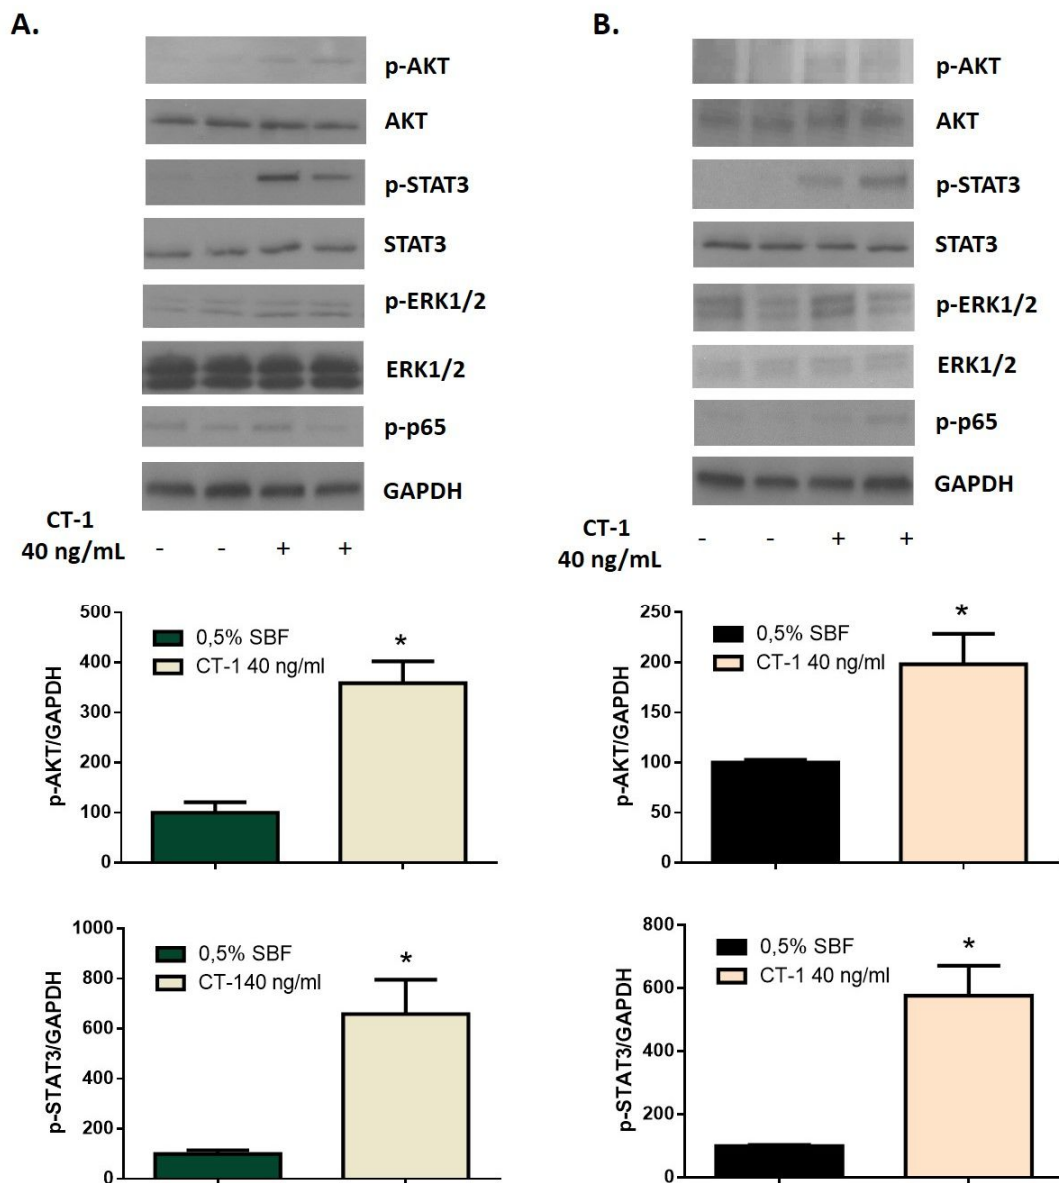 A.
p-AKT
AKT
p-STAT3
STAT3
p-ERK1/2
ERK1/2
p-p65
GAPDH
CT-1
40 ng/mL - - + +
B.
p-AKT
AKT
p-STAT3
STAT3
p-ERK1/2
ERK1/2
p-p65
GAPDH
CT-1
40 ng/mL - - + +
p-AKT/GAPDH
500
400
300
200
100
0
0,5% SBF
CT-1 40 ng/ml
*
p-AKT/GAPDH
250
200
150
100
50
0
0,5% SBF
CT-1 40 ng/ml
*
p-STAT3/GAPDH
1000
800
600
400
200
0
0,5% SBF
CT-140 ng/ml
*
p-STAT3/GAPDH
800
600
400
200
0
0,5% SBF
CT-1 40 ng/ml
*